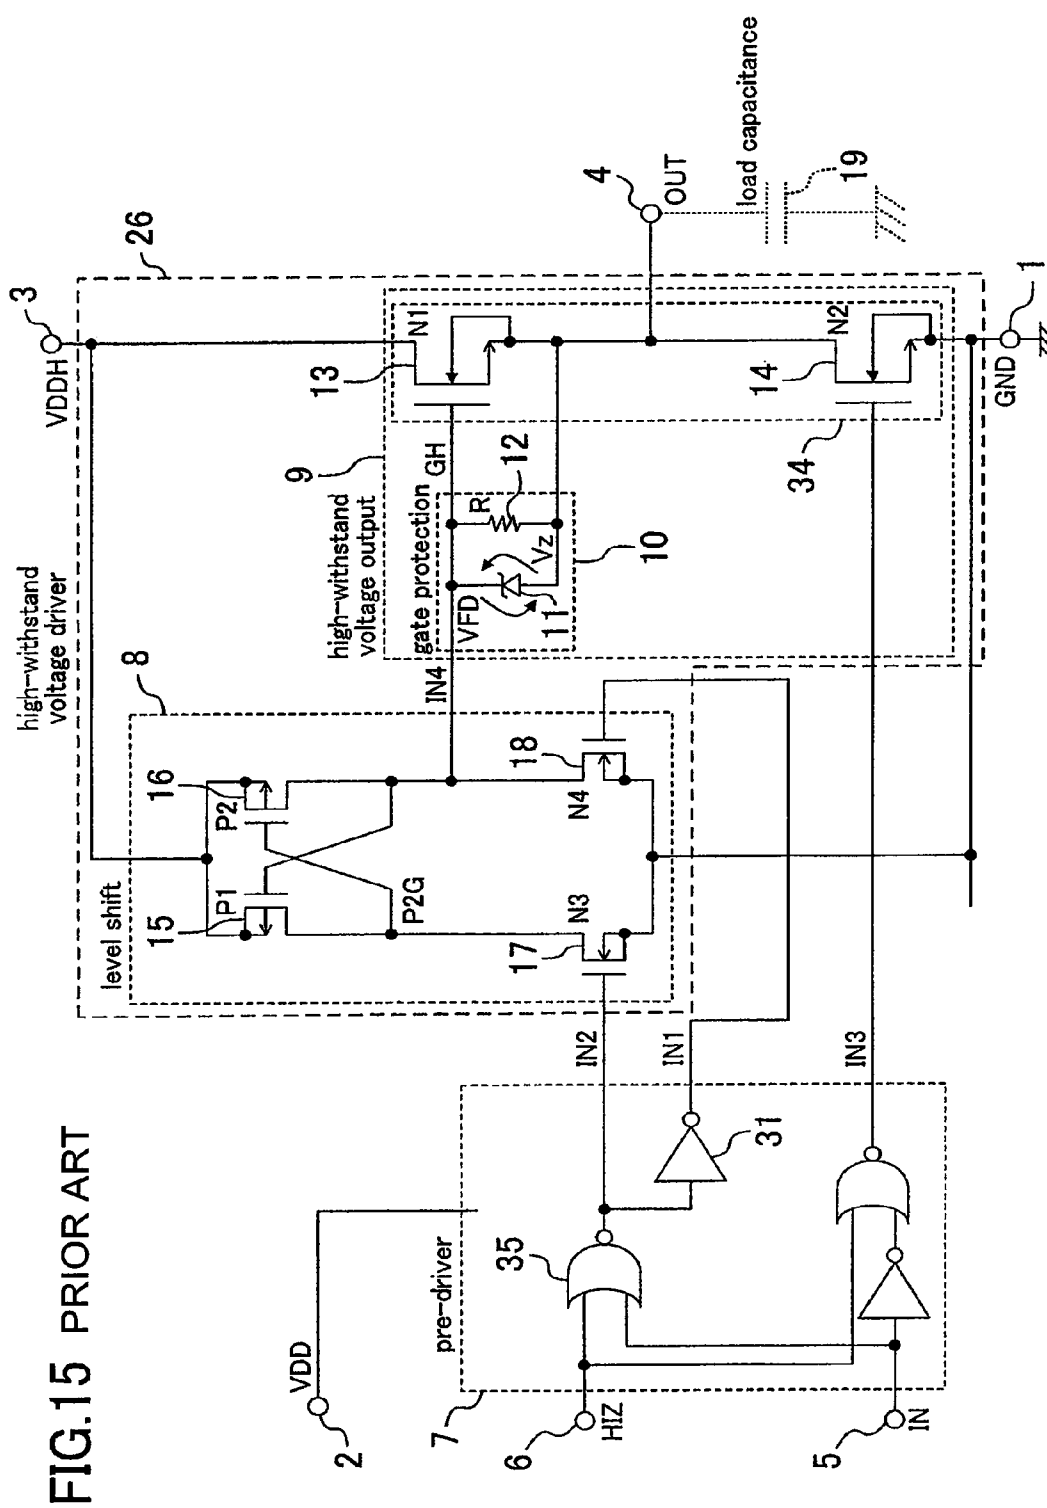 FIG.15 PRIOR ART
VDD
2
7
pre-driver
6
HIZ
5
IN
35
31
IN2
IN1
IN3
high-withstand
voltage driver
8
level shift
15
P1
16
P2
P2G
17
N3
18
N4
IN4
high-withstand
voltage output
9
gate protection
VFD
11
Vz
R
12
10
GH
13
N1
34
14
N2
VDDH
3
26
4
OUT
load capacitance
19
GND
1